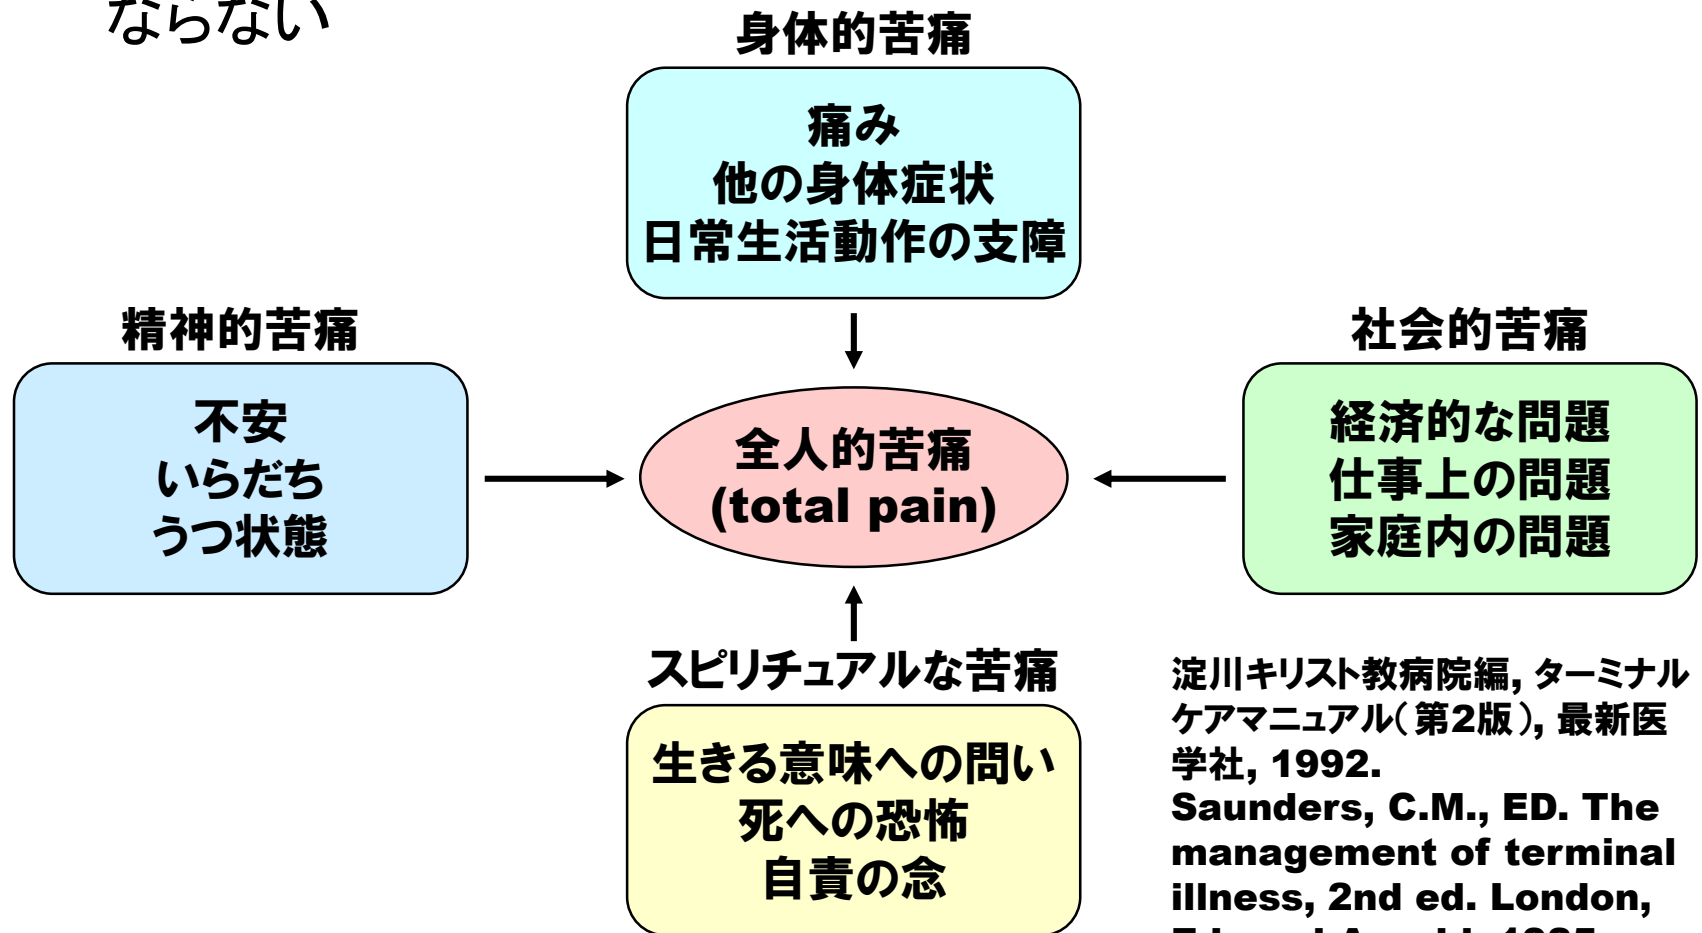 ならない
身体的苦痛
痛み
他の身体症状
日常生活動作の支障
精神的苦痛
不安
いらだち
うつ状態
全人的苦痛
(total pain)
社会的苦痛
経済的な問題
仕事上の問題
家庭内の問題
スピリチュアルな苦痛
生きる意味への問い
死への恐怖
自責の念
淀川キリスト教病院編, ターミナル
ケアマニュアル（第2版）, 最新医
学社, 1992.
Saunders, C.M., ED. The
management of terminal
illness, 2nd ed. London,